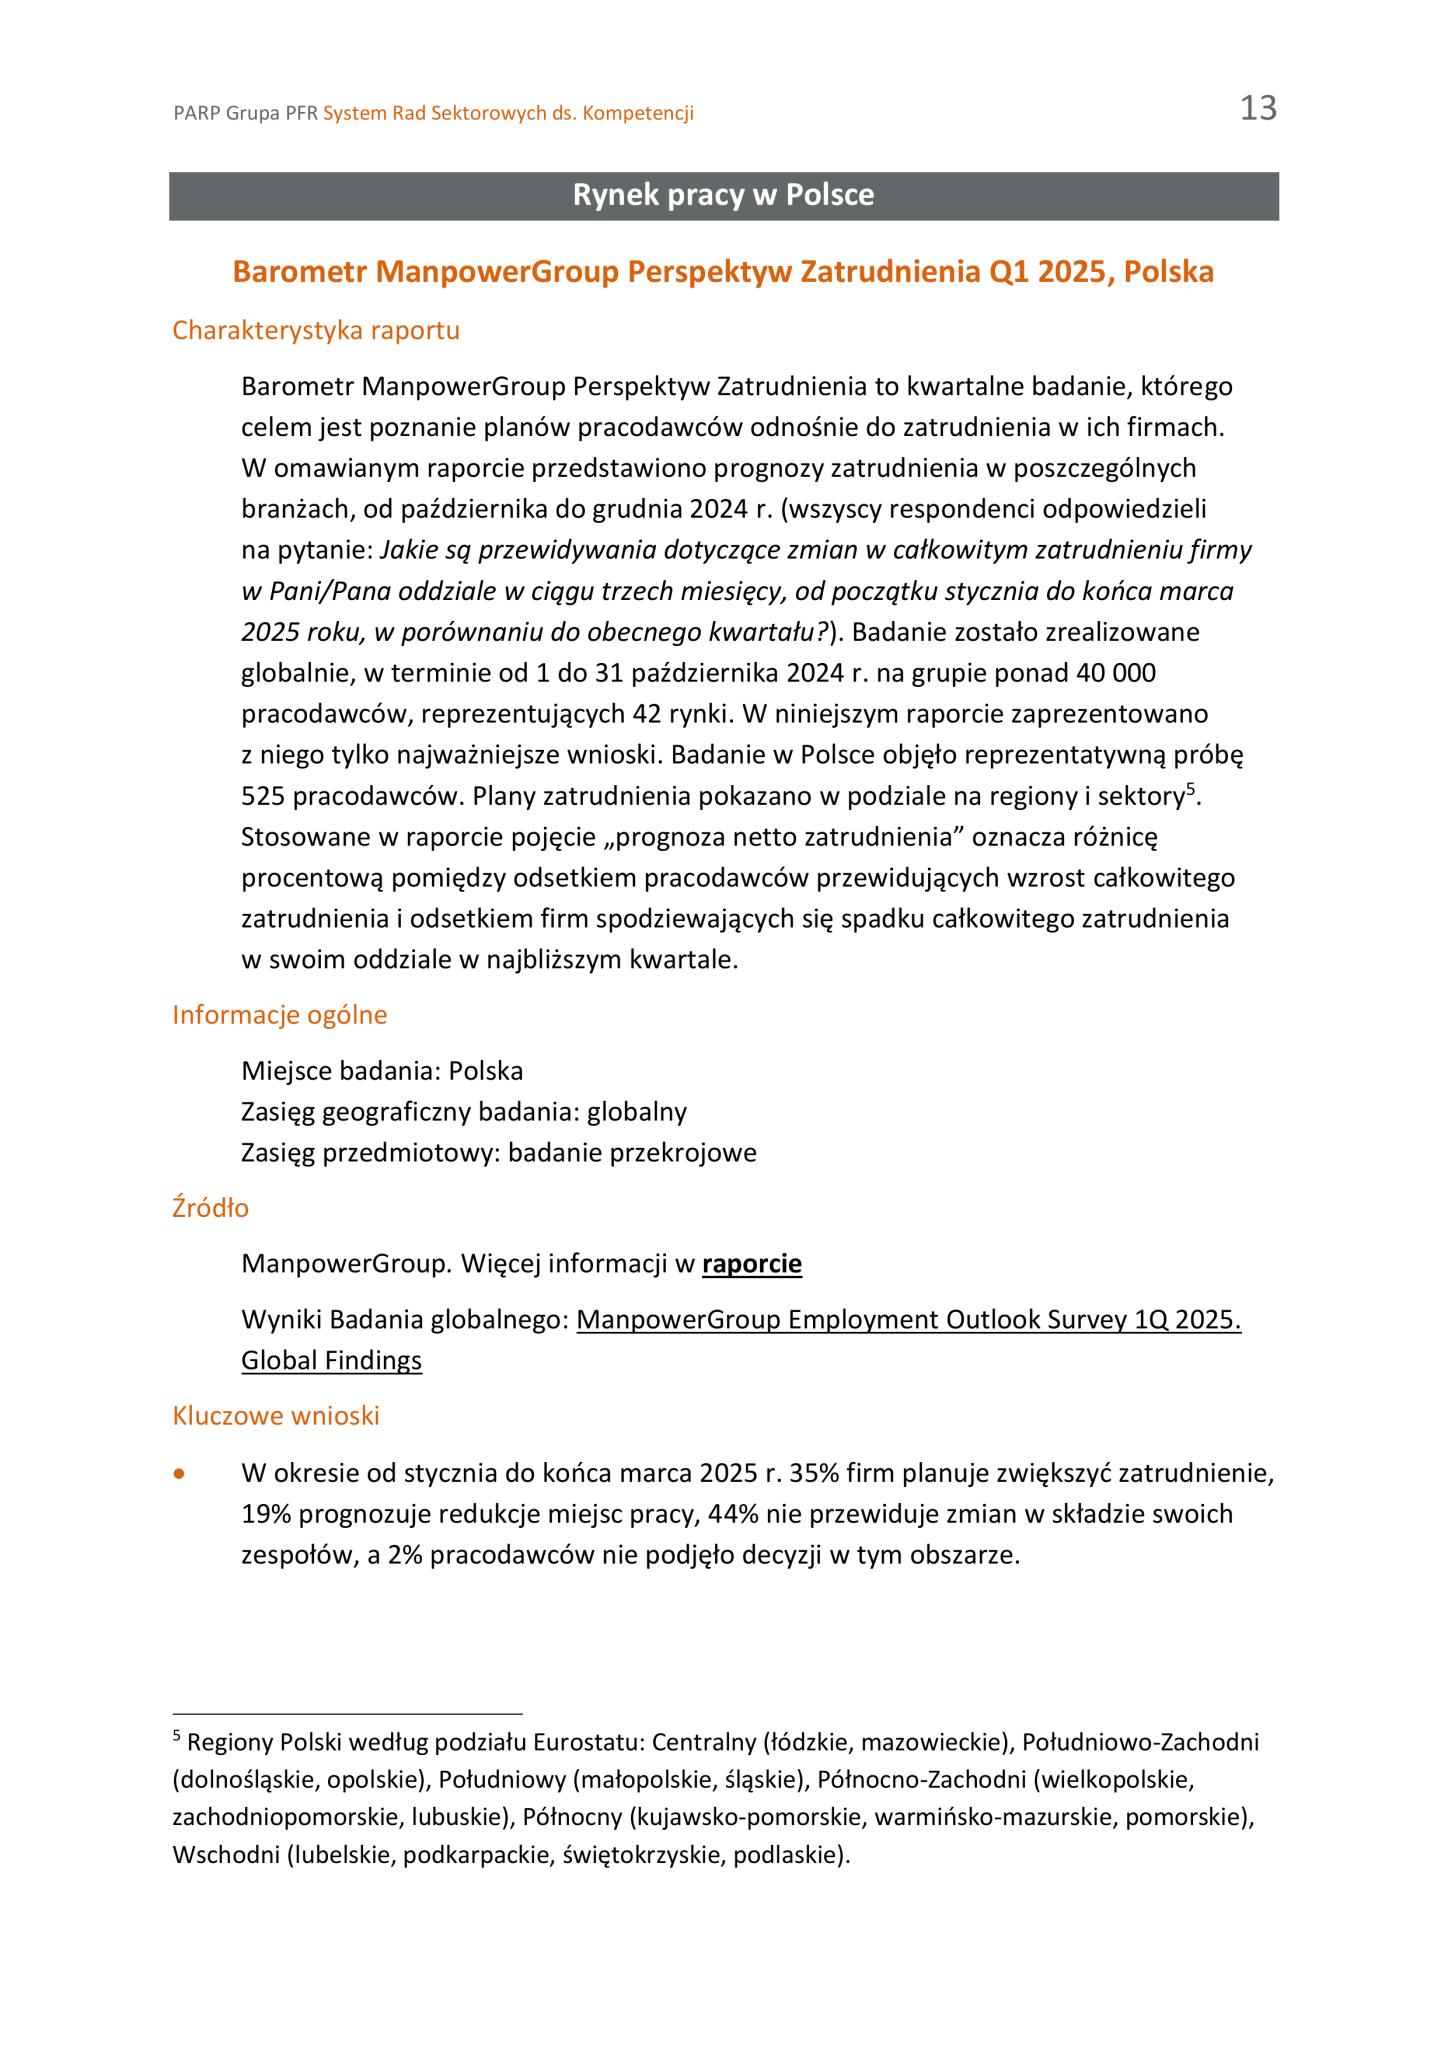 PARP Grupa PFR System Rad Sektorowych ds. Kompetencji 13
Rynek pracy w Polsce
Barometr ManpowerGroup Perspektyw Zatrudnienia Q1 2025, Polska
Charakterystyka raportu
Barometr ManpowerGroup Perspektyw Zatrudnienia to kwartalne badanie, którego
celem jest poznanie planów pracodawców odnośnie do zatrudnienia w ich firmach.
W omawianym raporcie przedstawiono prognozy zatrudnienia w poszczególnych
branżach, od października do grudnia 2024 r. (wszyscy respondenci odpowiedzieli
na pytanie: Jakie są przewidywania dotyczące zmian w całkowitym zatrudnieniu firmy
w Pani/Pana oddziale w ciągu trzech miesięcy, od początku stycznia do końca marca
2025 roku, w porównaniu do obecnego kwartału?). Badanie zostało zrealizowane
globalnie, w terminie od 1 do 31 października 2024 r. na grupie ponad 40 000
pracodawców, reprezentujących 42 rynki. W niniejszym raporcie zaprezentowano
z niego tylko najważniejsze wnioski. Badanie w Polsce objęło reprezentatywną próbę
525 pracodawców. Plany zatrudnienia pokazano w podziale na regiony i sektory⁵.
Stosowane w raporcie pojęcie „prognoza netto zatrudnienia” oznacza różnicę
procentową pomiędzy odsetkiem pracodawców przewidujących wzrost całkowitego
zatrudnienia i odsetkiem firm spodziewających się spadku całkowitego zatrudnienia
w swoim oddziale w najbliższym kwartale.
Informacje ogólne
Miejsce badania: Polska
Zasięg geograficzny badania: globalny
Zasięg przedmiotowy: badanie przekrojowe
Źródło
ManpowerGroup. Więcej informacji w raporcie
Wyniki Badania globalnego: ManpowerGroup Employment Outlook Survey 1Q 2025.
Global Findings
Kluczowe wnioski
• W okresie od stycznia do końca marca 2025 r. 35% firm planuje zwiększyć zatrudnienie,
19% prognozuje redukcje miejsc pracy, 44% nie przewiduje zmian w składzie swoich
zespołów, a 2% pracodawców nie podjęło decyzji w tym obszarze.
⁵ Regiony Polski według podziału Eurostatu: Centralny (łódzkie, mazowieckie), Południowo-Zachodni
(dolnośląskie, opolskie), Południowy (małopolskie, śląskie), Północno-Zachodni (wielkopolskie,
zachodniopomorskie, lubuskie), Północny (kujawsko-pomorskie, warmińsko-mazurskie, pomorskie),
Wschodni (lubelskie, podkarpackie, świętokrzyskie, podlaskie).